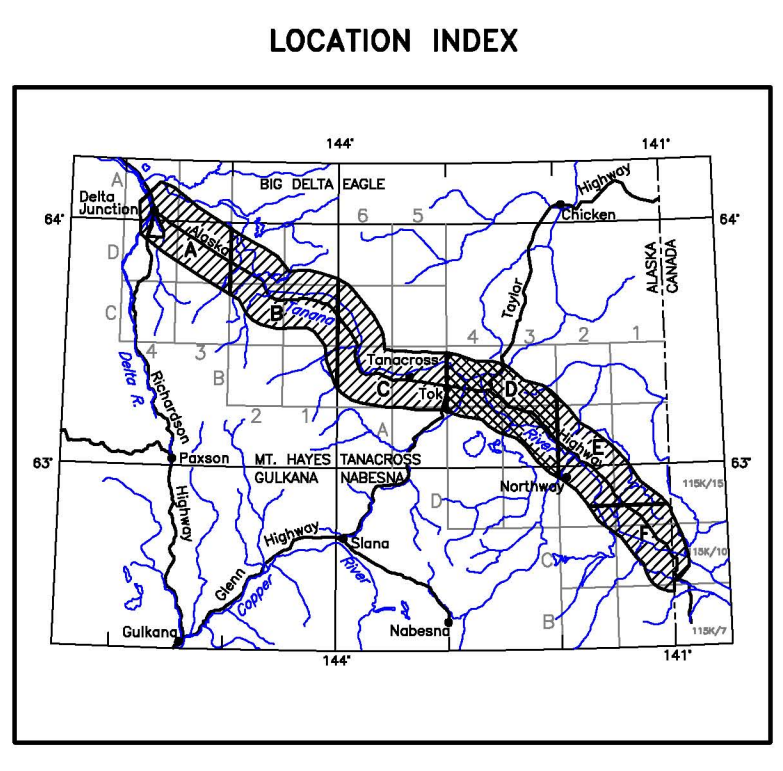 LOCATION INDEX
144°
141°
A
BIG DELTA
EAGLE
Highway
Delta
Junction
6
5
Chicken
64°
64°
Alaska
A
D
ALASKA
CANADA
Taylor
C
B
Tanana
4
3
2
1
4
3
Tanacross
Delta R.
B
C
Tok
D
Richardson
2
1
A
River
Highway
E
63°
Paxson
MT. HAYES
TANACROSS
63°
GULKANA
NABESNA
Northway
115K/15
Highway
D
Highway
F
Slana
115K/10
C
Glenn
Copper
River
B
Gulkana
Nabesna
115K/7
144°
141°